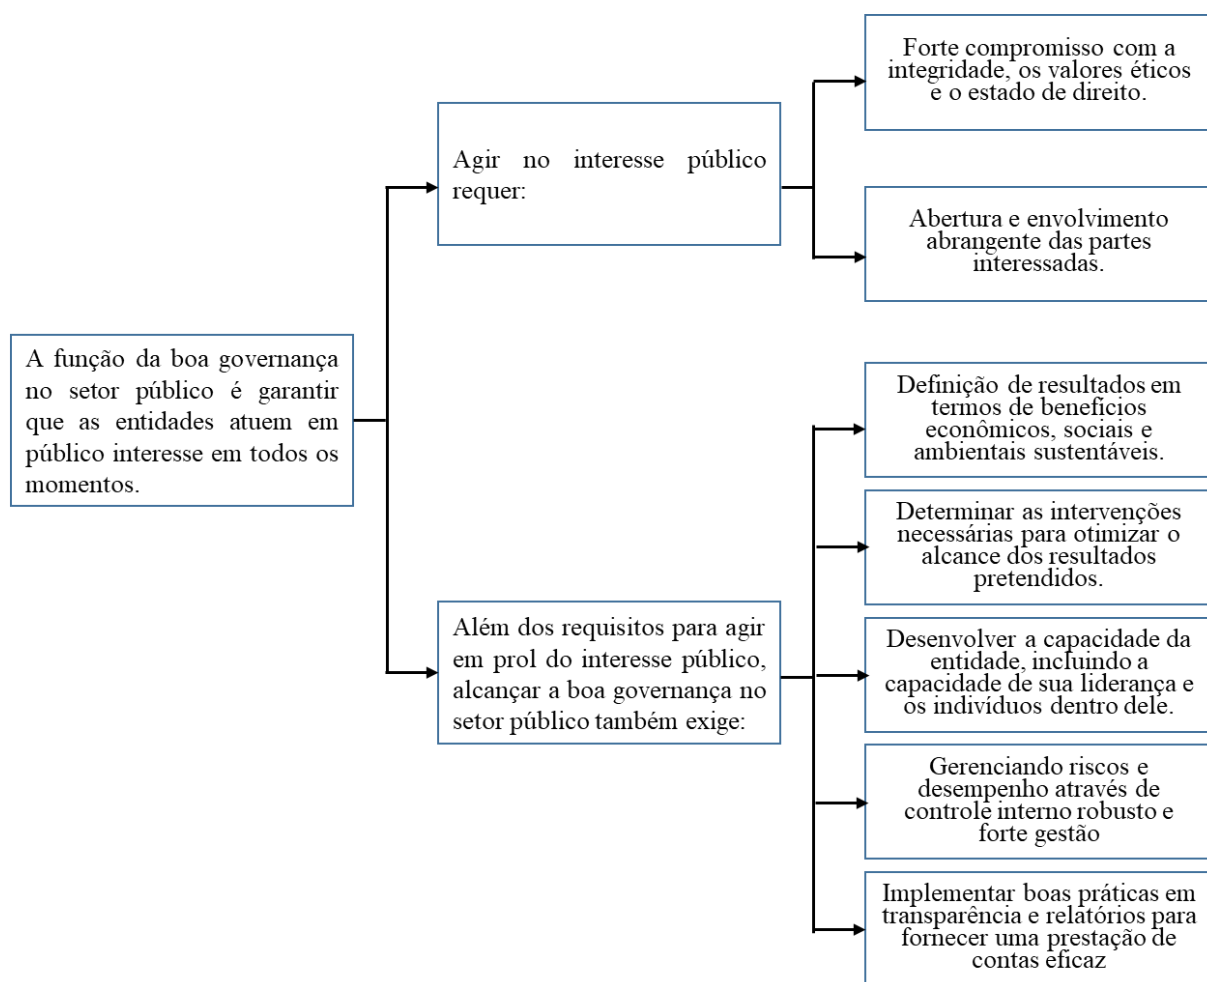 Forte compromisso com a
integridade, os valores éticos
e o estado de direito.
Agir no interesse público
requer:
Abertura e envolvimento
abrangente das partes
interessadas.
A função da boa governança
no setor público é garantir
que as entidades atuem em
público interesse em todos os
momentos.
Definição de resultados em
termos de benefícios
econômicos, sociais e
ambientais sustentáveis.
Determinar as intervenções
necessárias para otimizar o
alcance dos resultados
pretendidos.
Além dos requisitos para agir
em prol do interesse público,
alcançar a boa governança no
setor público também exige:
Desenvolver a capacidade da
entidade, incluindo a
capacidade de sua liderança e
os indivíduos dentro dele.
Gerenciando riscos e
desempenho através de
controle interno robusto e
forte gestão
Implementar boas práticas em
transparência e relatórios para
fornecer uma prestação de
contas eficaz